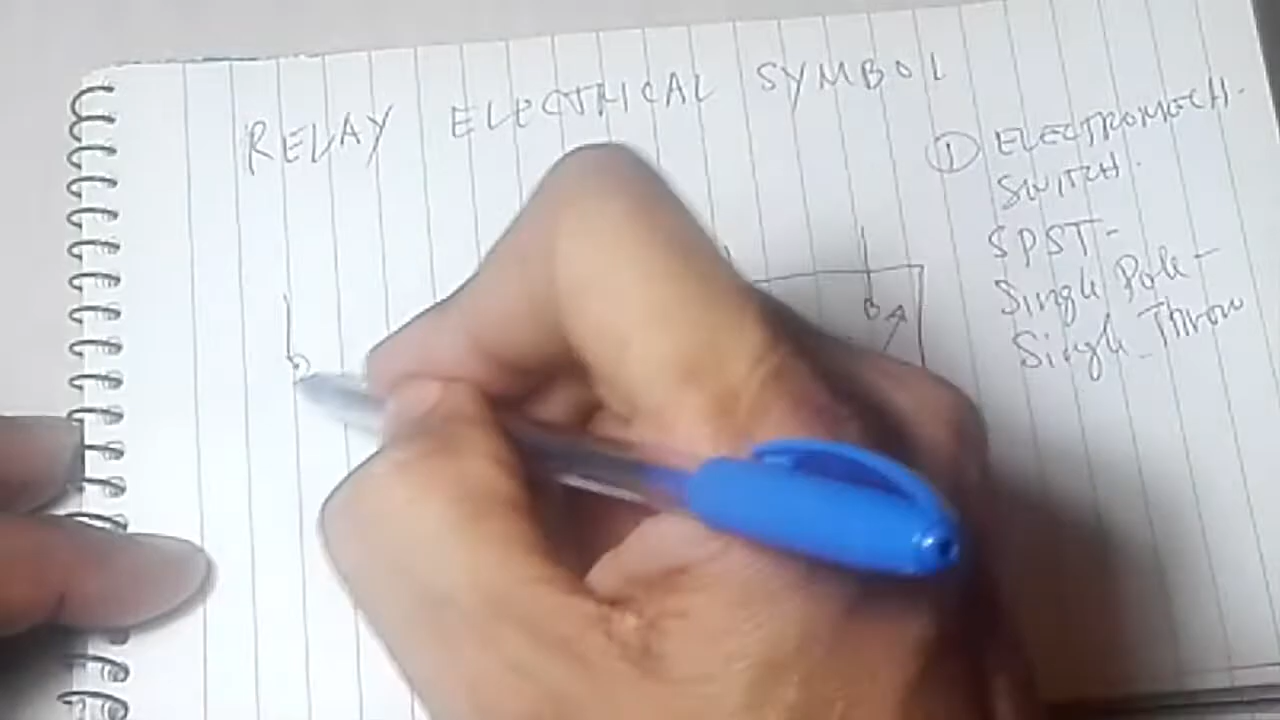 RELAY ELECTRICAL SYMBOL
① ELECTROMECH.
SWITCH.
SPST-
Single Pole-
Single Throw